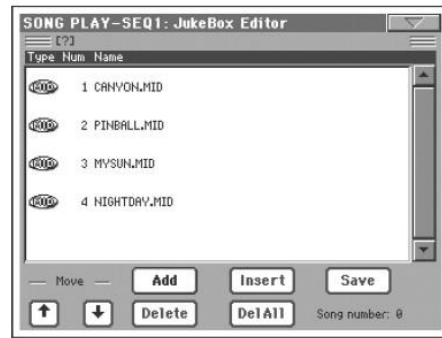 SONG PLAY-SEQ1: JukeBox Editor
[?]
Type Num Name
1 CANYON.MID
2 PINBALL.MID
3 MYSUN.MID
4 NIGHTDAY.MID
Move Add Insert Save
Delete DelAll Song number: 0